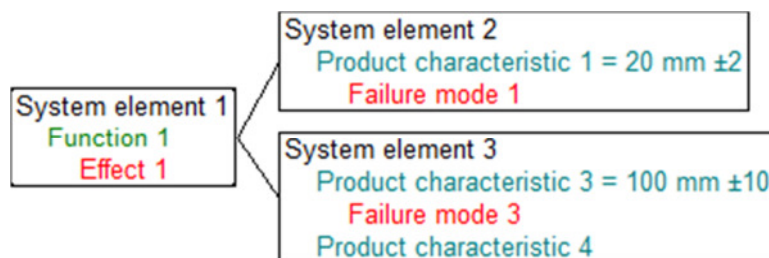 System element 1
Function 1
Effect 1
System element 2
Product characteristic 1 = 20 mm ±2
Failure mode 1
System element 3
Product characteristic 3 = 100 mm ±10
Failure mode 3
Product characteristic 4